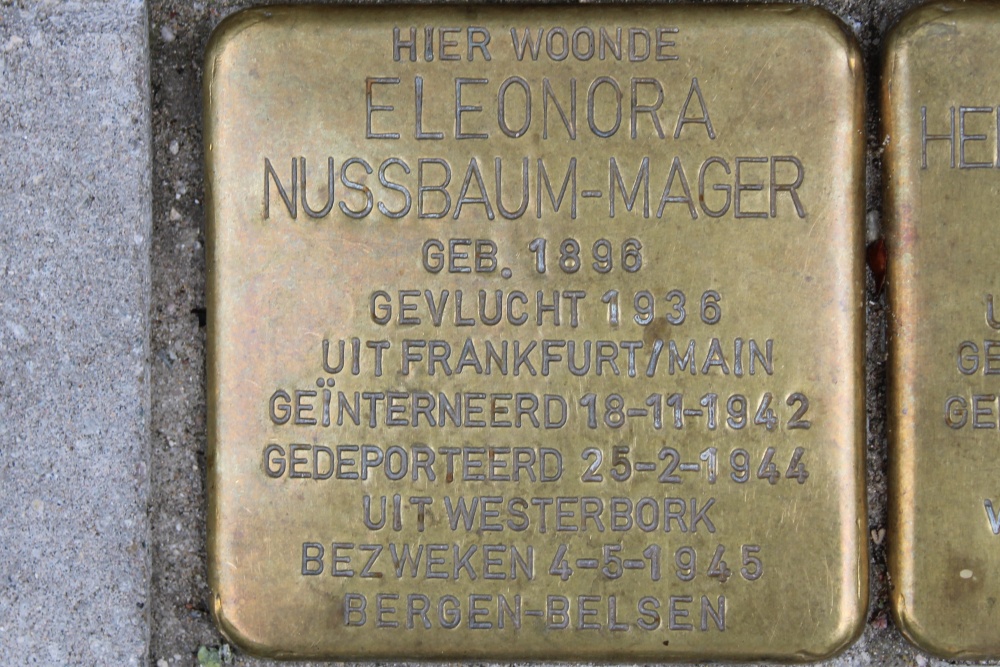 HIER WOONDE
ELEONORA
NUSSBAUM-MAGER
GEB. 1896
GEVLUCHT 1936
UIT FRANKFURT/MAIN
GEÏNTERNEERD 18-11-1942
GEDEPORTEERD 25-2-1944
UIT WESTERBORK
BEZWEKEN 4-5-1945
BERGEN-BELSEN